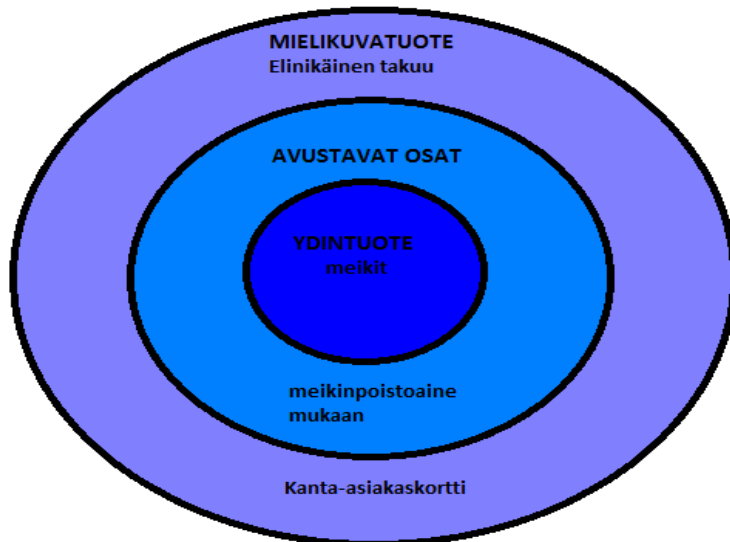 MIELIKUVATUOTE
Elinikäinen takuu
AVUSTAVAT OSAT
YDINTUOTE
meikit
meikinpoistoaine
mukaan
Kanta-asiakaskortti